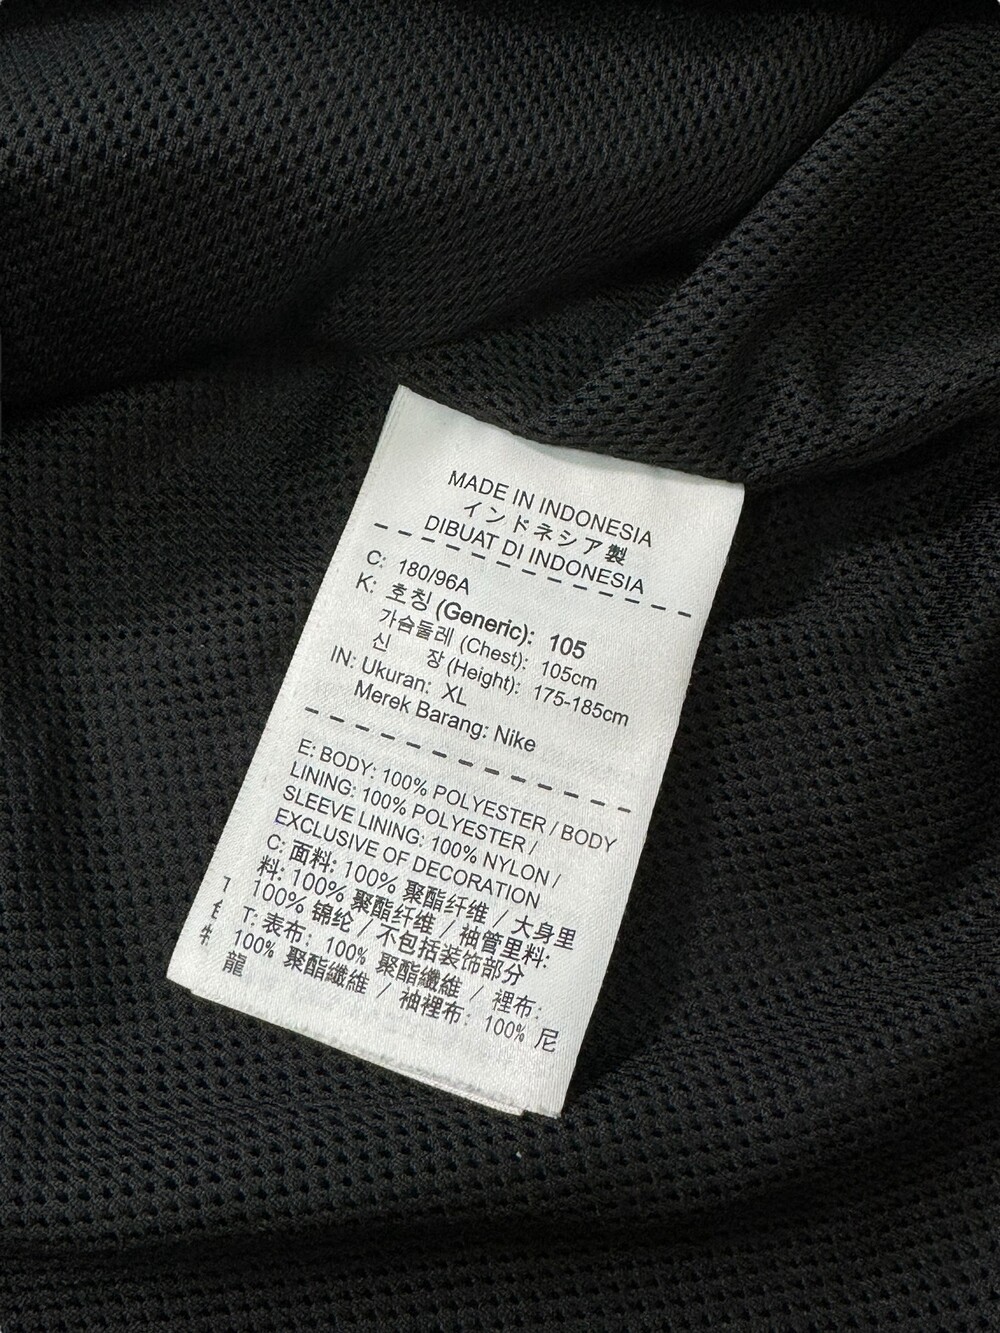 MADE IN INDONESIA
インドネシア製
DIBUAT DI INDONESIA
C: 180/96A
K: 호칭 (Generic): 105
가슴둘레 (Chest): 105cm
신 장 (Height): 175-185cm
IN: Ukuran: XL
Merek Barang: Nike
E: BODY: 100% POLYESTER / BODY
LINING: 100% POLYESTER /
SLEEVE LINING: 100% NYLON /
EXCLUSIVE OF DECORATION
C: 面料: 100% 聚酯纤维 / 大身里
料: 100% 聚酯纤维 / 袖管里料:
100% 锦纶 / 不包括装饰部分
T: 表布: 100% 聚酯纖維 / 裡布:
100% 聚酯纖維 / 袖裡布: 100% 尼
龍